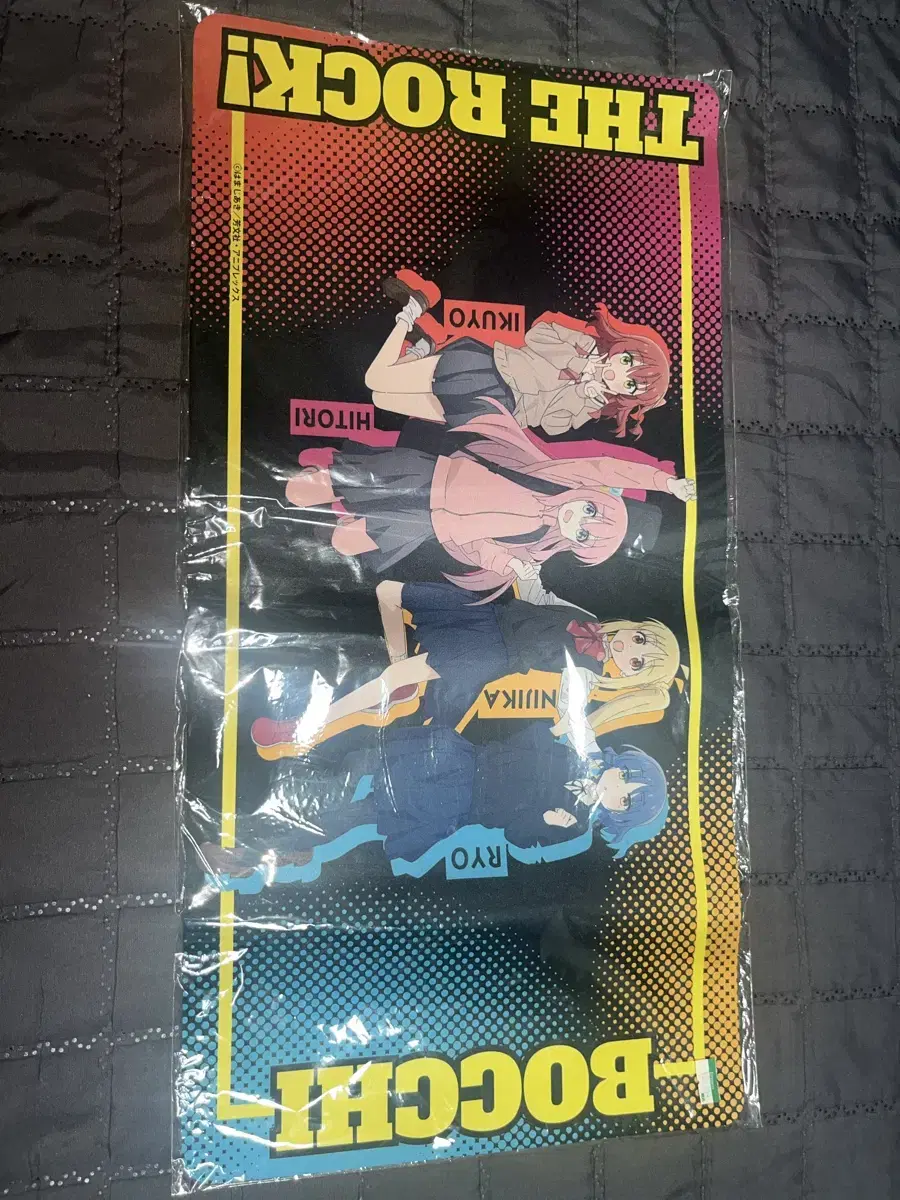 BOCCHI
THE ROCK!
IKUYO
HITORI
NIJIKA
RYO
©はまじあき/芳文社・アニプレックス